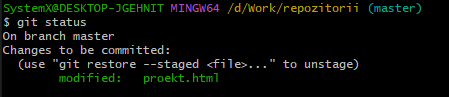 SystemX@DESKTOP-JGEHNIT MINGW64 /d/Work/repozitorii (master)
$ git status
On branch master
Changes to be committed:
  (use "git restore --staged <file>..." to unstage)
        modified:   proekt.html